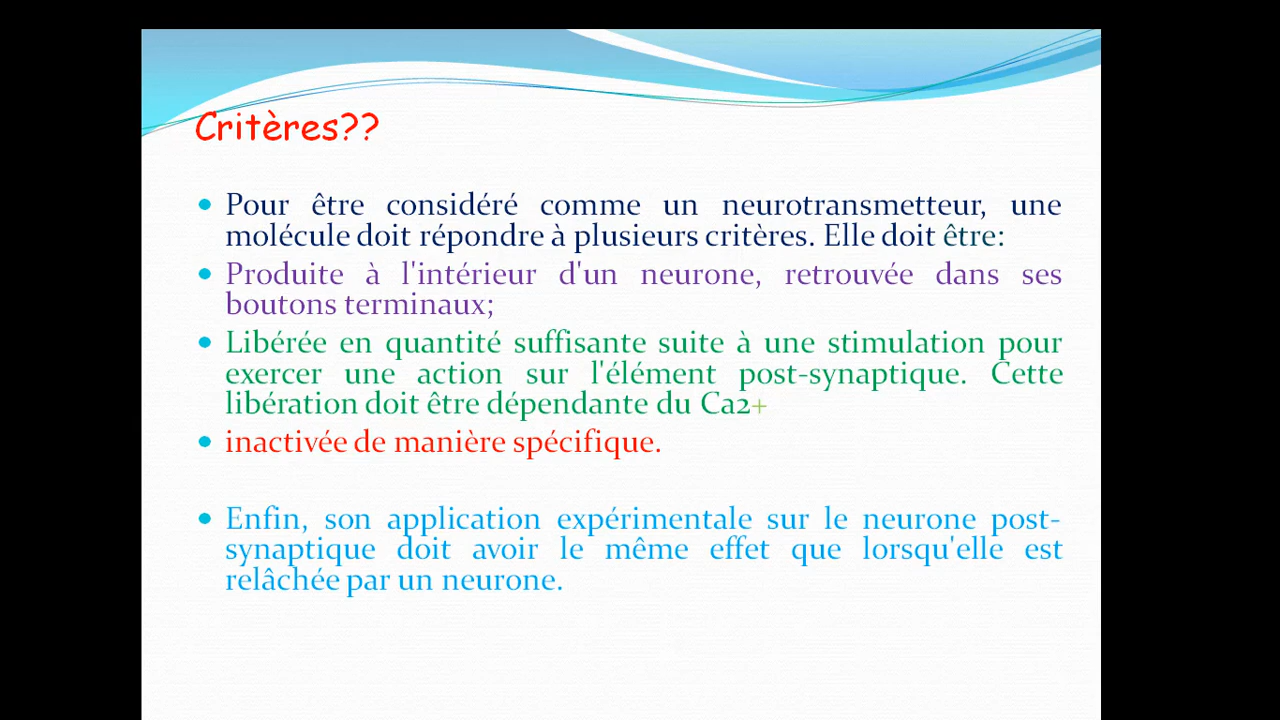 Critères??
• Pour être considéré comme un neurotransmetteur, une
molécule doit répondre à plusieurs critères. Elle doit être:
• Produite à l'intérieur d'un neurone, retrouvée dans ses
boutons terminaux;
• Libérée en quantité suffisante suite à une stimulation pour
exercer une action sur l'élément post-synaptique. Cette
libération doit être dépendante du Ca2+
• inactivée de manière spécifique.
• Enfin, son application expérimentale sur le neurone post-
synaptique doit avoir le même effet que lorsqu'elle est
relâchée par un neurone.